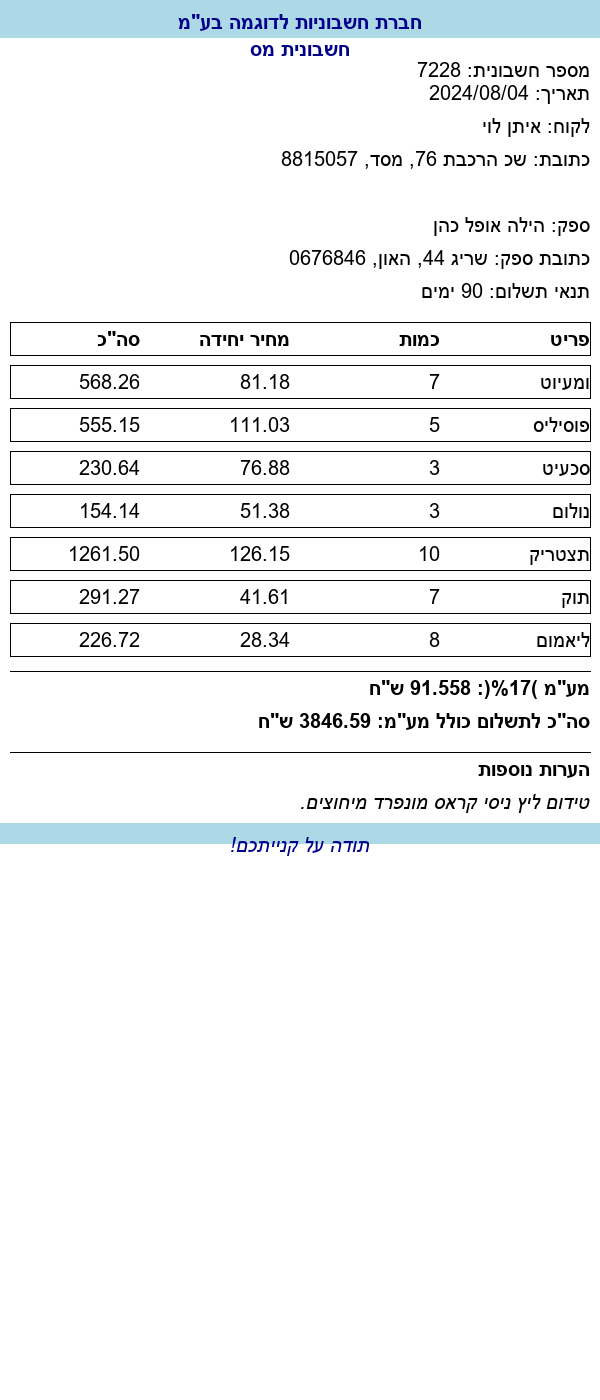 חברת חשבוניות לדוגמה בע"מ
חשבונית מס
מספר חשבונית: 7228
תאריך: 2024/08/04
לקוח: איתן לוי
כתובת: שכ הרכבת 76, מסד, 8815057
ספק: הילה אופל כהן
כתובת ספק: שריג 44, האון, 0676846
תנאי תשלום: 90 ימים
פריט כמות מחיר יחידה סה"כ
ומעיוט 7 81.18 568.26
פוסיליס 5 111.03 555.15
סכעיט 3 76.88 230.64
נולום 3 51.38 154.14
תצטריק 10 126.15 1261.50
תוק 7 41.61 291.27
ליאמום 8 28.34 226.72
מע"מ )17%(: 91.558 ש"ח
סה"כ לתשלום כולל מע"מ: 3846.59 ש"ח
הערות נוספות
טידום ליץ ניסי קראס מונפרד מיחוצים.
תודה על קנייתכם!